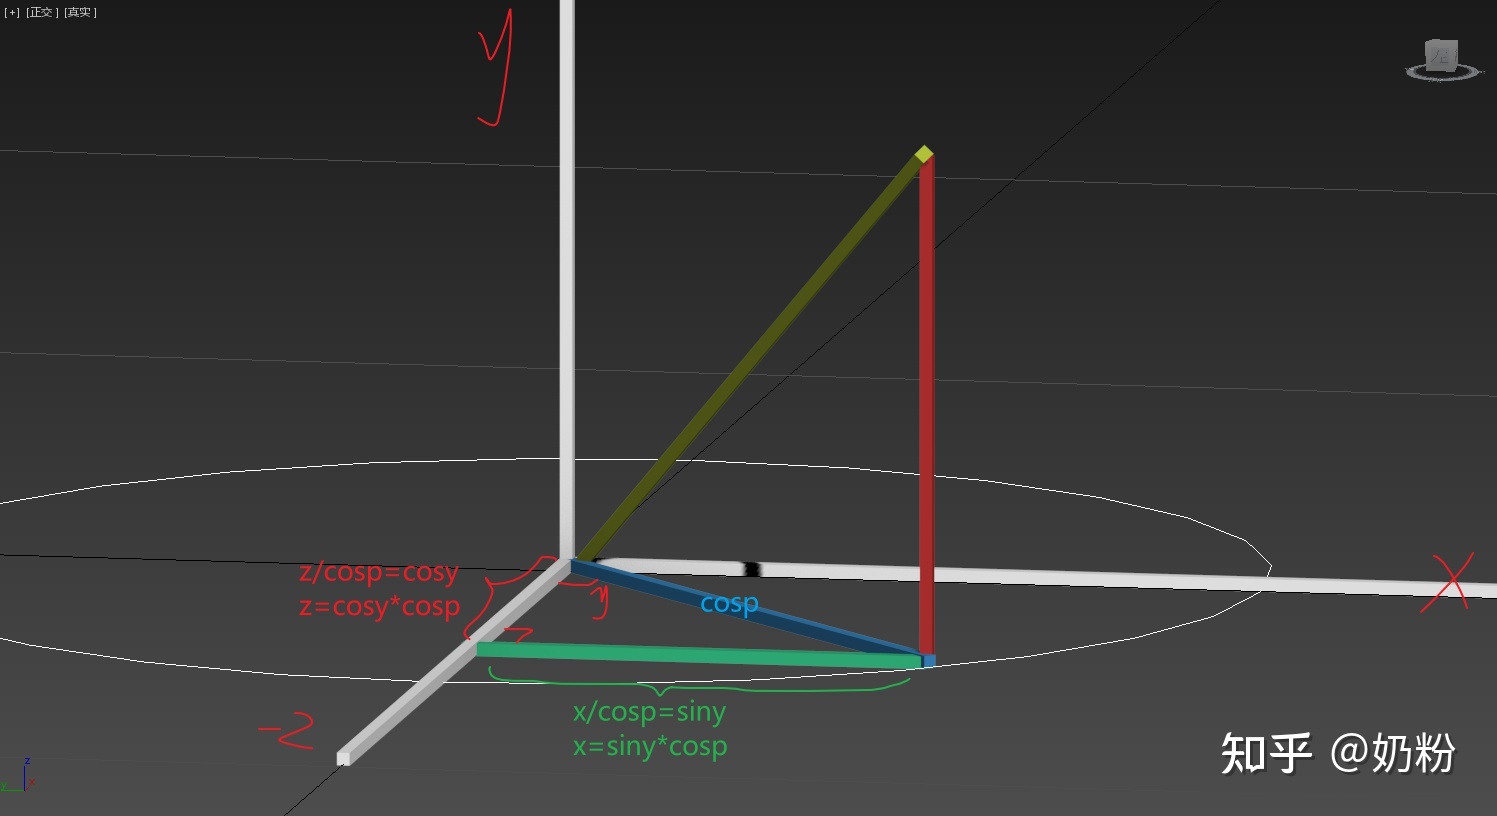 [+] [正交] [真实]
y
z/cosp=cosy
z=cosy*cosp
y
cosp
x
x/cosp=siny
x=siny*cosp
-z
知乎 @奶粉
z
y
x